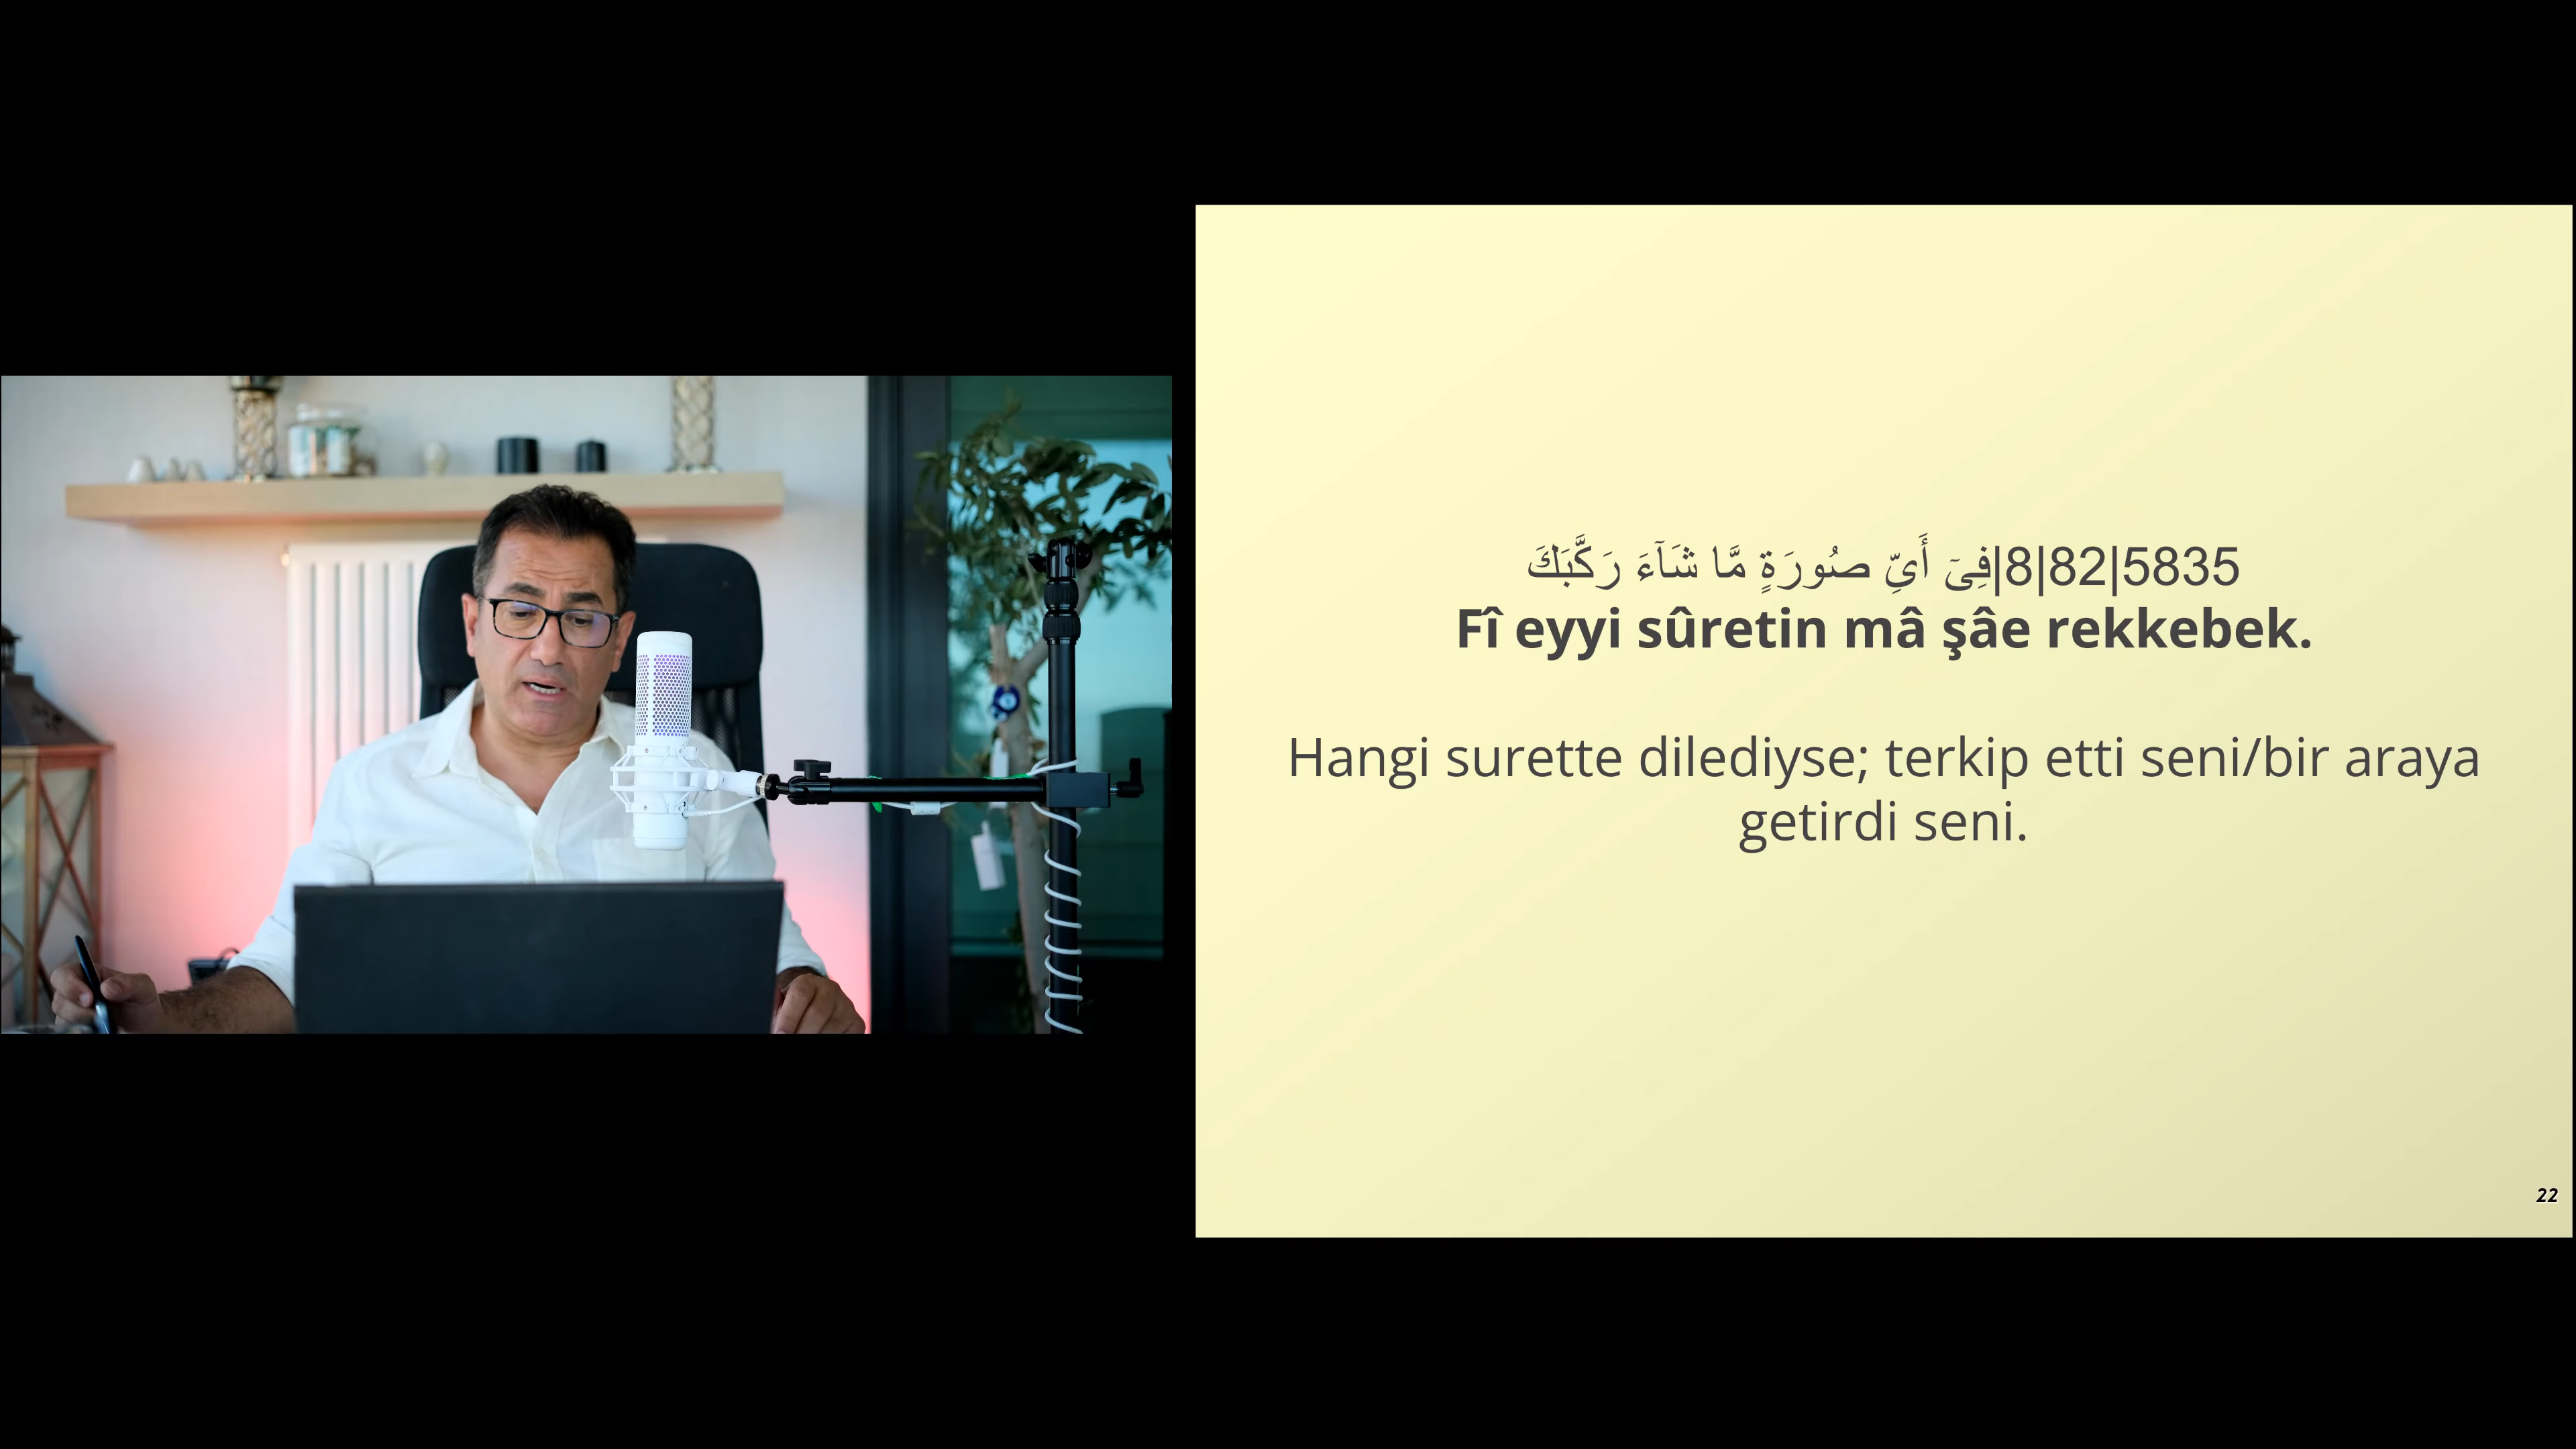 5835|82|8|فِىٓ أَىِّ صُورَةٍ مَّا شَآءَ رَكَّبَكَ
Fî eyyi sûretin mâ şâe rekkebek.
Hangi surette dilediyse; terkip etti seni/bir araya
getirdi seni.
22